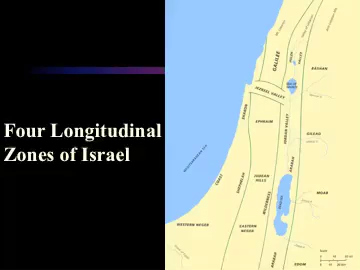 Four Longitudinal
Zones of Israel
GALILEE
BASHAN
JEZREEL VALLEY
SHARON
EPHRAIM
JORDAN VALLEY
GILEAD
MEDITERRANEAN SEA
COAST
SHEPHELAH
JUDEAN
HILLS
WILDERNESS
ARABAH
MOAB
WESTERN NEGEV
EASTERN
NEGEV
EDOM